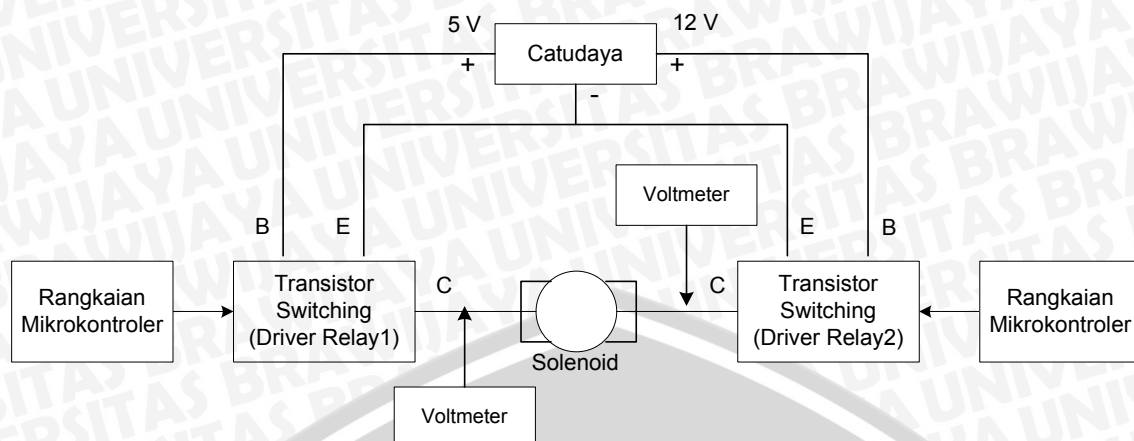 5 V
12 V
Catudaya
+
+
-
Voltmeter
B
E
E
B
Rangkaian
Mikrokontroler
Transistor
Switching
(Driver Relay1)
C
C
Transistor
Switching
(Driver Relay2)
Rangkaian
Mikrokontroler
Solenoid
Voltmeter